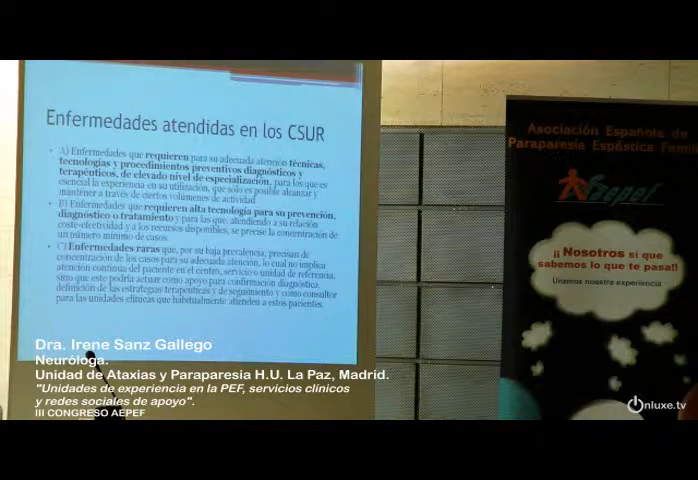 Enfermedades atendidas en los CSUR
• A) Enfermedades que requieren para su adecuada atención técnicas,
tecnologías y procedimientos preventivos diagnósticos y
terapéuticos, de elevado nivel de especialización, para los que es
esencial la experiencia en su utilización, que sólo es posible alcanzar y
mantener a través de ciertos volúmenes de actividad
• B) Enfermedades que requieren alta tecnología para su prevención,
diagnóstico o tratamiento y para las que, atendiendo a su relación
coste-efectividad y a los recursos disponibles, se precise la concentración de
un número mínimo de casos.
• C) Enfermedades raras que, por su baja prevalencia, precisan de
concentración de los casos para su adecuada atención, lo cual no implica
atención continua del paciente en el centro, servicio o unidad de referencia,
sino que este podría actuar como apoyo para confirmación diagnóstica,
definición de las estrategias terapéuticas y de seguimiento y como consultor
para las unidades clínicas que habitualmente atienden a estos pacientes
Dra. Irene Sanz Gallego
Neuróloga.
Unidad de Ataxias y Paraparesia H.U. La Paz, Madrid.
"Unidades de experiencia en la PEF, servicios clínicos
y redes sociales de apoyo".
III CONGRESO AEPEF
Asociación Española de
Paraparesia Espástica Famili
¡¡ Nosotros sí que
sabemos lo que te pasa!!
Unamos nuestra experiencia
onluxe.tv